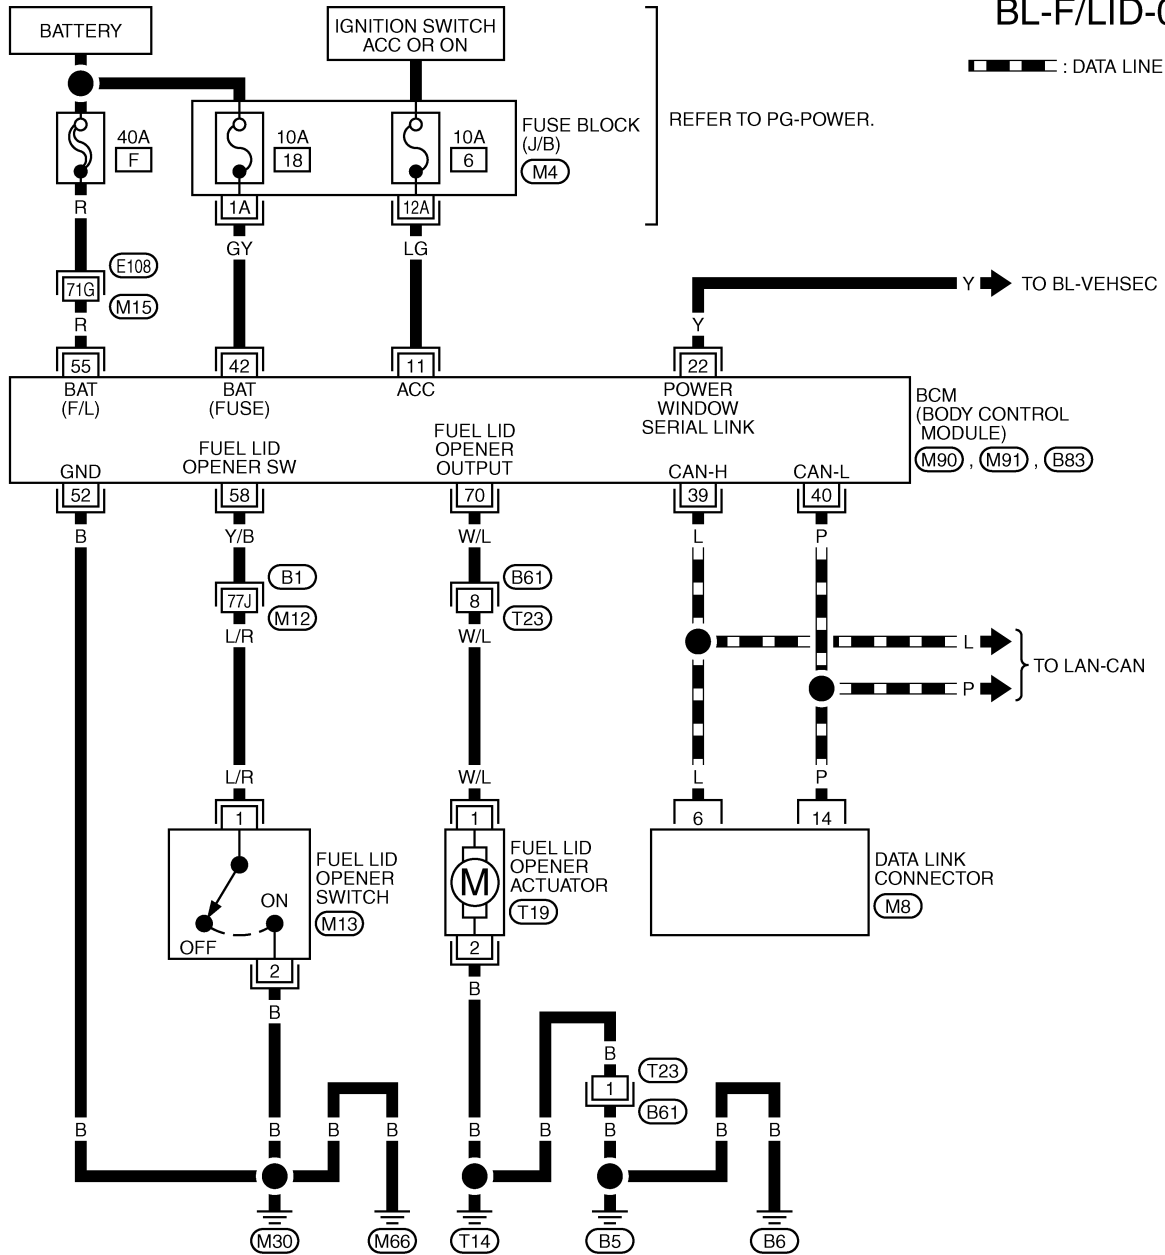 BL-F/LID-0
BATTERY
IGNITION SWITCH
ACC OR ON
: DATA LINE
40A
F
10A
18
10A
6
FUSE BLOCK
(J/B)
M4
REFER TO PG-POWER.
R
1A
12A
GY
LG
E108
71G
M15
R
Y
TO BL-VEHSEC
Y
55
42
11
22
BAT
(F/L)
BAT
(FUSE)
ACC
POWER
WINDOW
SERIAL LINK
BCM
(BODY CONTROL
MODULE)
M90 , M91 , B83
GND
FUEL LID
OPENER SW
FUEL LID
OPENER
OUTPUT
CAN-H
CAN-L
52
58
70
39
40
B
Y/B
W/L
L
P
B1
77J
M12
B61
8
T23
L/R
W/L
L
P
TO LAN-CAN
L/R
W/L
L
P
1
1
6
14
FUEL LID
OPENER
SWITCH
M13
ON
OFF
M
FUEL LID
OPENER
ACTUATOR
T19
DATA LINK
CONNECTOR
M8
2
2
B
B
B
T23
1
B61
B
B
B
B
B
B
B
B
B
M30
M66
T14
B5
B6